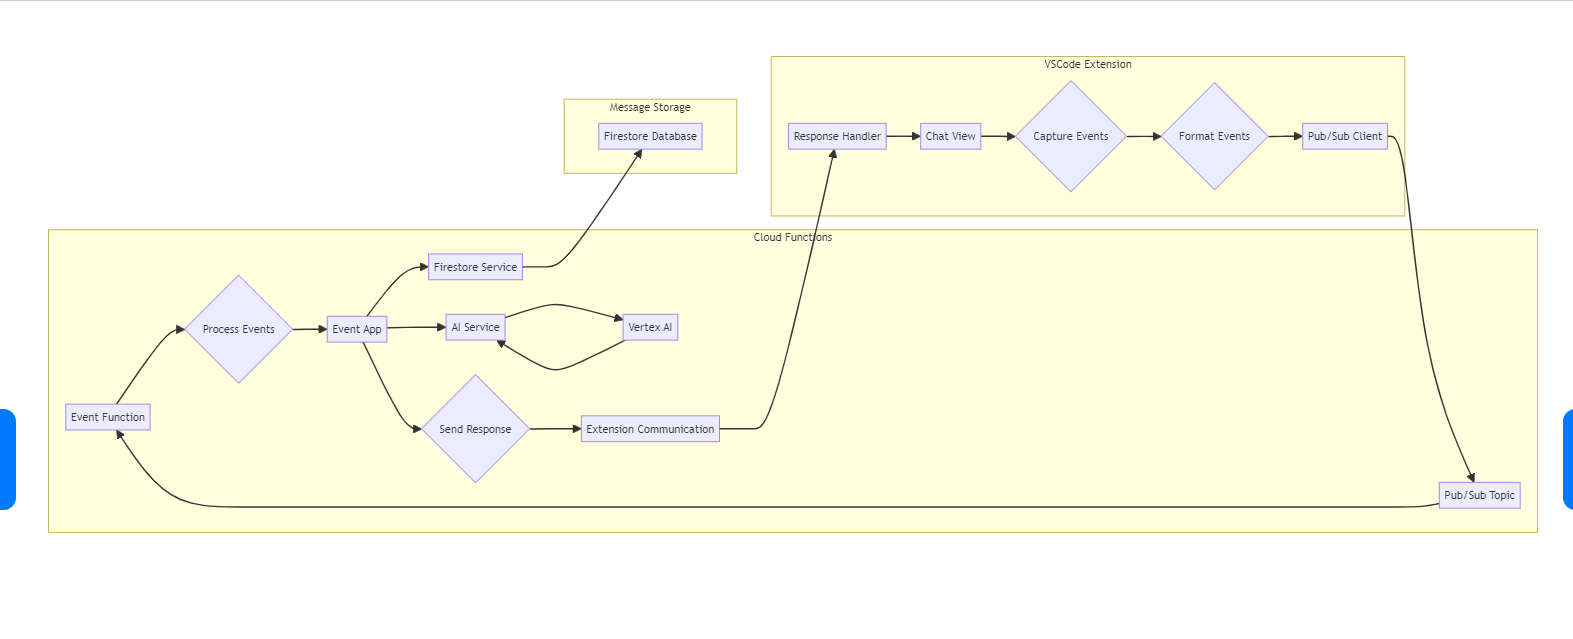 VSCode Extension
Message Storage
Firestore Database
Response Handler
Chat View
Capture Events
Format Events
Pub/Sub Client
Cloud Functions
Firestore Service
Process Events
Event App
AI Service
Vertex AI
Event Function
Send Response
Extension Communication
Pub/Sub Topic